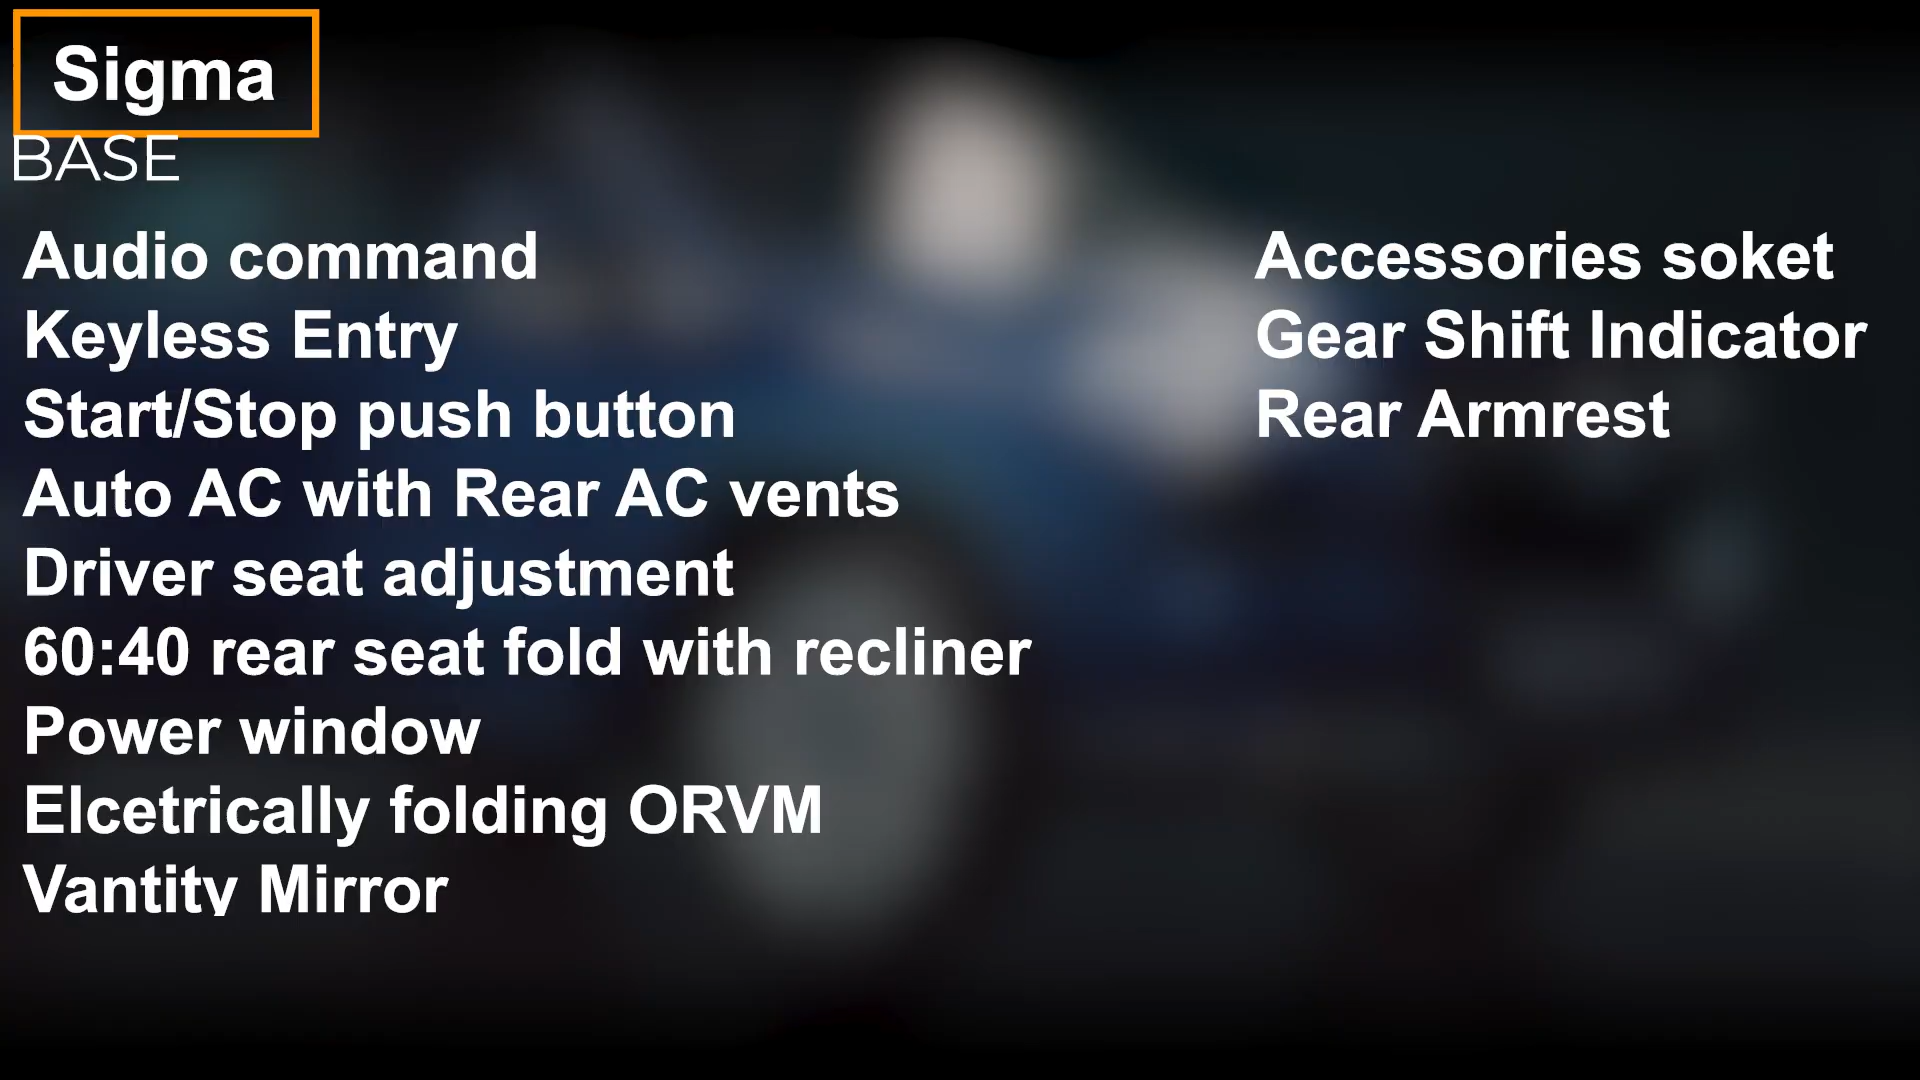 Sigma
BASE
Audio command
Keyless Entry
Start/Stop push button
Auto AC with Rear AC vents
Driver seat adjustment
60:40 rear seat fold with recliner
Power window
Elcetrically folding ORVM
Vantity Mirror
Accessories soket
Gear Shift Indicator
Rear Armrest